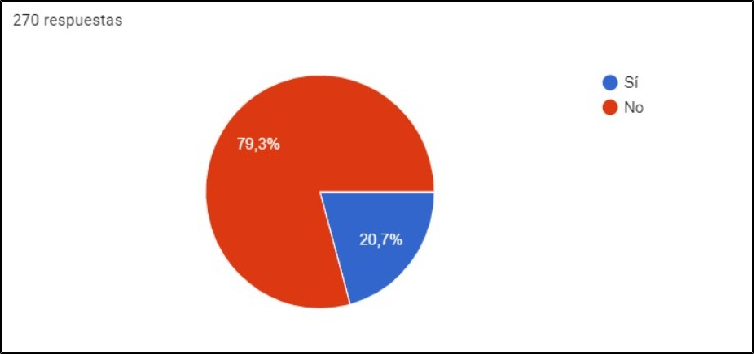 270 respuestas
Sí
No
79,3%
20,7%